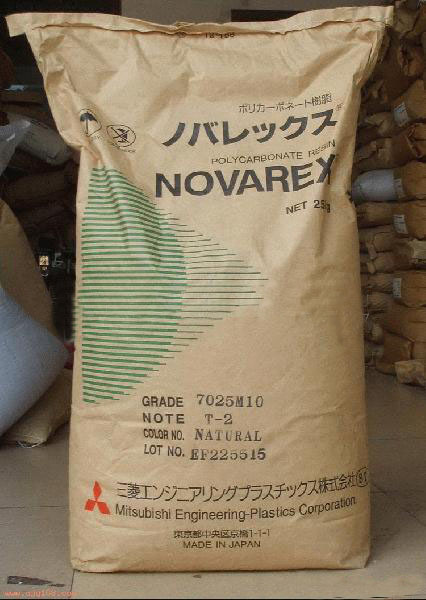 ポリカーボネート樹脂
ノバレックス
POLYCARBONATE RESIN
NOVAREX
NET 25kg
GRADE 7025M10
NOTE T-2
COLOR NO. NATURAL
LOT NO. EF225515
三菱エンジニアリングプラスチックス株式会社
Mitsubishi Engineering-Plastics Corporation
東京都中央区京橋1-1-1
MADE IN JAPAN